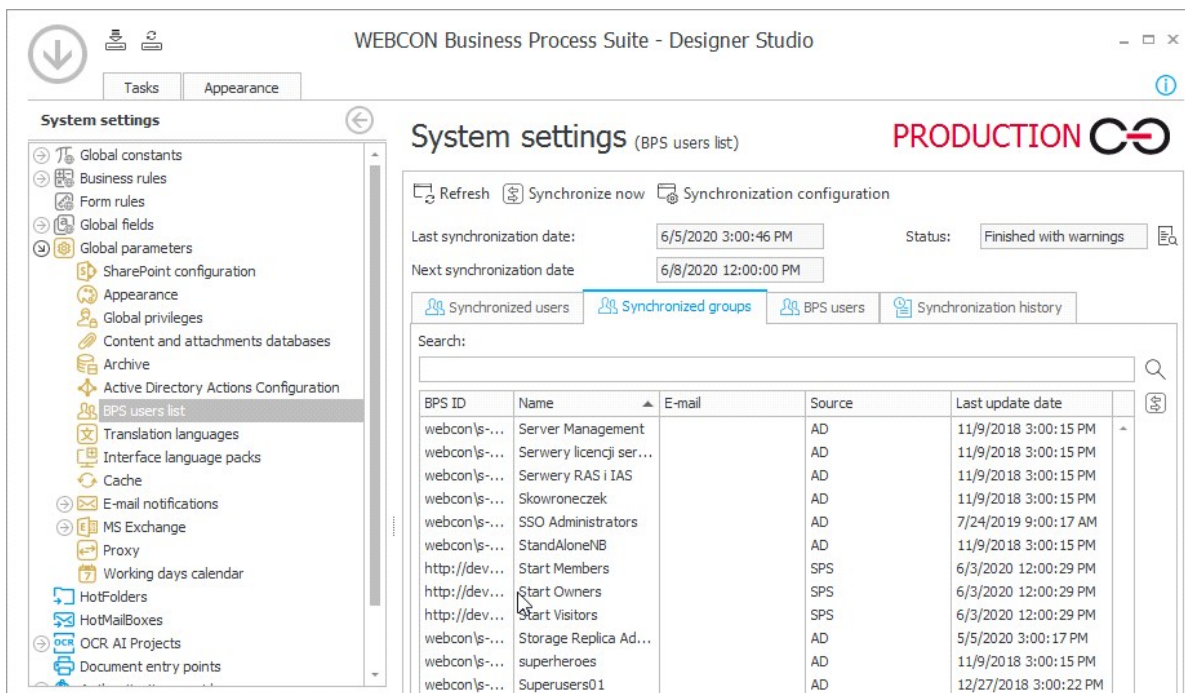 WEBCON Business Process Suite - Designer Studio
Tasks
Appearance
System settings
Global constants
Business rules
Form rules
Global fields
Global parameters
SharePoint configuration
Appearance
Global privileges
Content and attachments databases
Archive
Active Directory Actions Configuration
BPS users list
Translation languages
Interface language packs
Cache
E-mail notifications
MS Exchange
Proxy
Working days calendar
HotFolders
HotMailBoxes
OCR AI Projects
Document entry points
System settings (BPS users list)
PRODUCTION
Refresh Synchronize now Synchronization configuration
Last synchronization date: 6/5/2020 3:00:46 PM Status: Finished with warnings
Next synchronization date 6/8/2020 12:00:00 PM
Synchronized users Synchronized groups BPS users Synchronization history
Search:
BPS ID Name E-mail Source Last update date
webcon\s-... Server Management AD 11/9/2018 3:00:15 PM
webcon\s-... Serwery licencji ser... AD 11/9/2018 3:00:15 PM
webcon\s-... Serwery RAS i IAS AD 11/9/2018 3:00:15 PM
webcon\s-... Skowroneczek AD 11/9/2018 3:00:15 PM
webcon\s-... SSO Administrators AD 7/24/2019 9:00:17 AM
webcon\s-... StandAloneNB AD 11/9/2018 3:00:15 PM
http://dev... Start Members SPS 6/3/2020 12:00:29 PM
http://dev... Start Owners SPS 6/3/2020 12:00:29 PM
http://dev... Start Visitors SPS 6/3/2020 12:00:29 PM
webcon\s-... Storage Replica Ad... AD 5/5/2020 3:00:17 PM
webcon\s-... superheroes AD 11/9/2018 3:00:15 PM
webcon\s-... Superusers01 AD 12/27/2018 3:00:22 PM